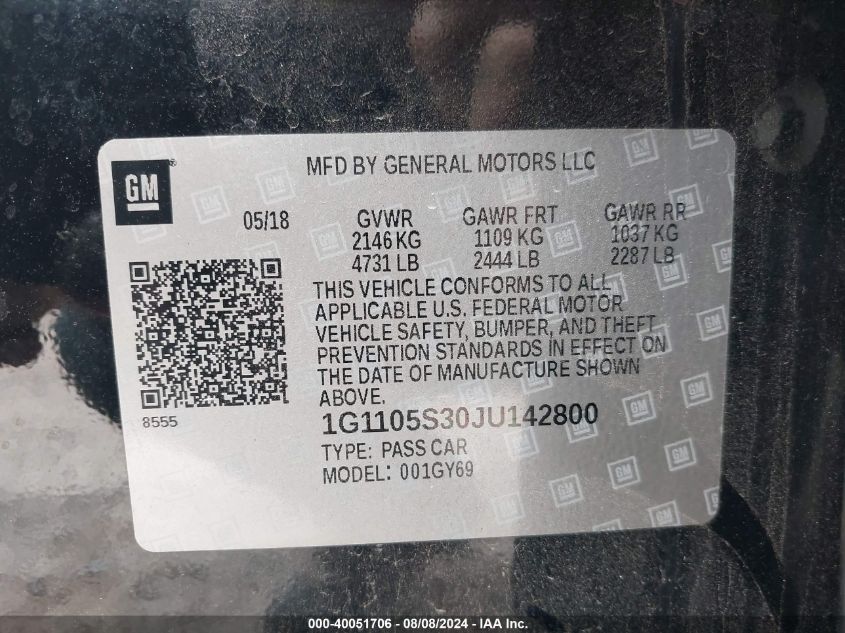 MFD BY GENERAL MOTORS LLC
GM
05/18 GVWR GAWR FRT GAWR RR
2146 KG 1109 KG 1037 KG
4731 LB 2444 LB 2287 LB
THIS VEHICLE CONFORMS TO ALL
APPLICABLE U.S. FEDERAL MOTOR
VEHICLE SAFETY, BUMPER, AND THEFT
PREVENTION STANDARDS IN EFFECT ON
THE DATE OF MANUFACTURE SHOWN
ABOVE.
8555
1G1105S30JU142800
TYPE: PASS CAR
MODEL: 001GY69
000-40051706 - 08/08/2024 - IAA Inc.